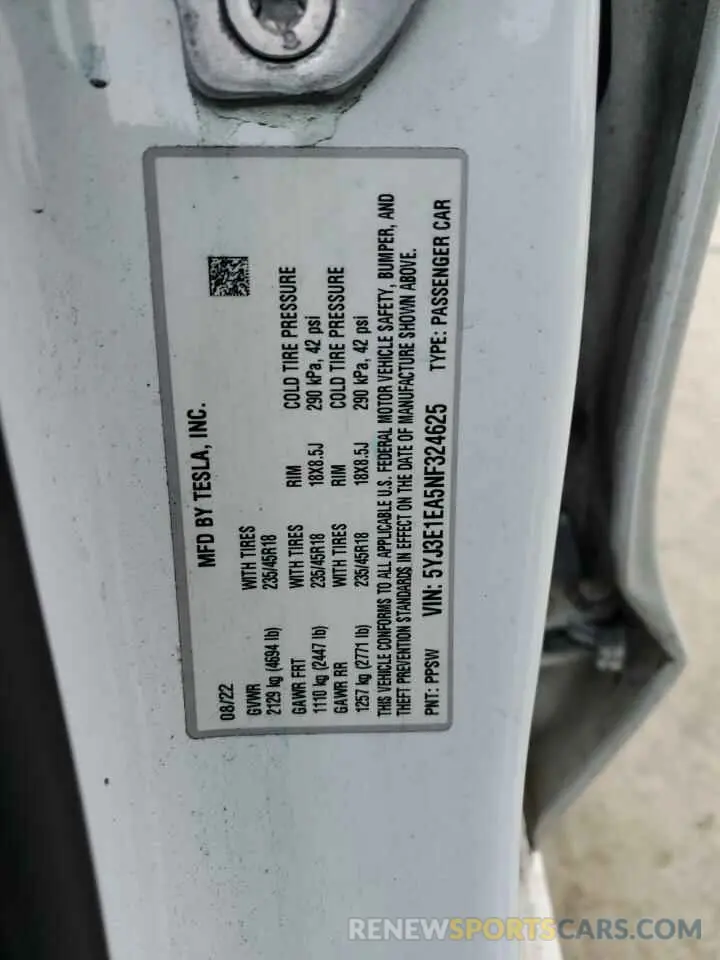 MFD BY TESLA, INC.
08/22
GVWR WITH TIRES
2129 kg (4694 lb) 235/45R18
GAWR FRT WITH TIRES RIM COLD TIRE PRESSURE
1110 kg (2447 lb) 235/45R18 18X8.5J 290 kPa, 42 psi
GAWR RR WITH TIRES RIM COLD TIRE PRESSURE
1257 kg (2771 lb) 235/45R18 18X8.5J 290 kPa, 42 psi
THIS VEHICLE CONFORMS TO ALL APPLICABLE U.S. FEDERAL MOTOR VEHICLE SAFETY, BUMPER, AND
THEFT PREVENTION STANDARDS IN EFFECT ON THE DATE OF MANUFACTURE SHOWN ABOVE.
PNT: PPSW VIN: 5YJ3E1EA5NF324625 TYPE: PASSENGER CAR
RENEWSPORTSCARS.COM